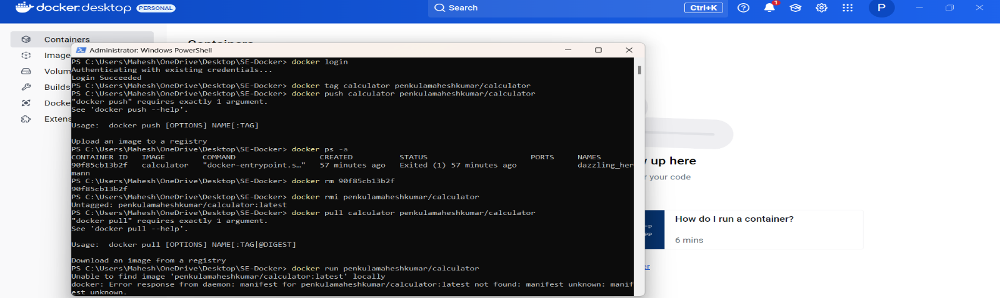 docker.desktop PERSONAL
Search
Ctrl+K
1
P
Containers
Image
Volum
Builds
Docke
Extens
Administrator: Windows PowerShell
PS C:\Users\Mahesh\OneDrive\Desktop\SE-Docker> docker login
Authenticating with existing credentials...
Login Succeeded
PS C:\Users\Mahesh\OneDrive\Desktop\SE-Docker> docker tag calculator penkulamaheshkumar/calculator
PS C:\Users\Mahesh\OneDrive\Desktop\SE-Docker> docker push calculator penkulamaheshkumar/calculator
"docker push" requires exactly 1 argument.
See 'docker push --help'.
Usage:  docker push [OPTIONS] NAME[:TAG]
Upload an image to a registry
PS C:\Users\Mahesh\OneDrive\Desktop\SE-Docker> docker ps -a
CONTAINER ID   IMAGE        COMMAND                  CREATED          STATUS                      PORTS     NAMES
90f85cb13b2f   calculator   "docker-entrypoint.s…"   57 minutes ago   Exited (1) 57 minutes ago             dazzling_her
mann
PS C:\Users\Mahesh\OneDrive\Desktop\SE-Docker> docker rm 90f85cb13b2f
90f85cb13b2f
PS C:\Users\Mahesh\OneDrive\Desktop\SE-Docker> docker rmi penkulamaheshkumar/calculator
Untagged: penkulamaheshkumar/calculator:latest
PS C:\Users\Mahesh\OneDrive\Desktop\SE-Docker> docker pull calculator penkulamaheshkumar/calculator
"docker pull" requires exactly 1 argument.
See 'docker pull --help'.
Usage:  docker pull [OPTIONS] NAME[:TAG|@DIGEST]
Download an image from a registry
PS C:\Users\Mahesh\OneDrive\Desktop\SE-Docker> docker run penkulamaheshkumar/calculator
Unable to find image 'penkulamaheshkumar/calculator:latest' locally
docker: Error response from daemon: manifest for penkulamaheshkumar/calculator:latest not found: manifest unknown: manif
est unknown.
up here
your code
-p
How do I run a container?
6 mins